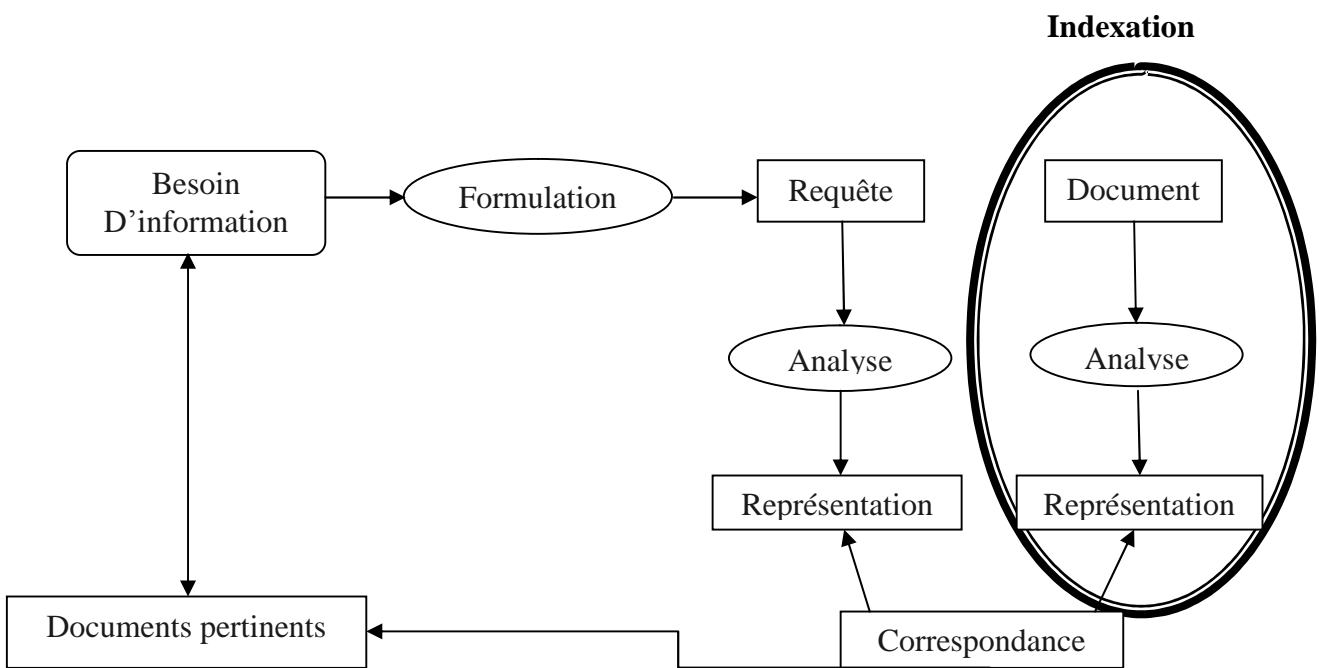 Indexation
Besoin
D’information
Formulation
Requête
Document
Analyse
Analyse
Représentation
Représentation
Documents pertinents
Correspondance